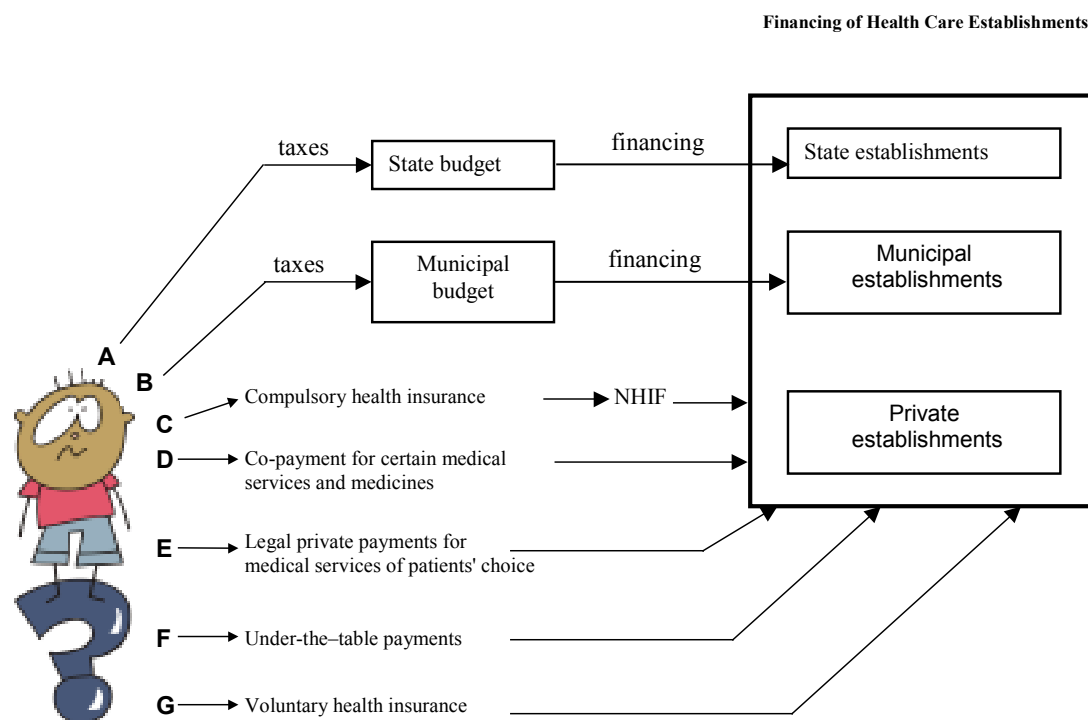 Financing of Health Care Establishments
taxes
State budget
financing
State establishments
taxes
Municipal
budget
financing
Municipal
establishments
A
B
C
Compulsory health insurance
NHIF
Private
establishments
D
Co-payment for certain medical
services and medicines
E
Legal private payments for
medical services of patients' choice
F
Under-the–table payments
G
Voluntary health insurance